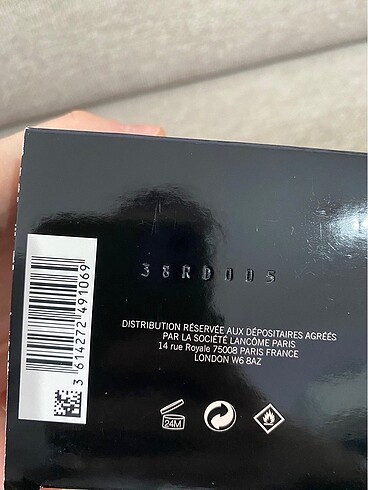 38RD005
DISTRIBUTION RÉSERVÉE AUX DÉPOSITAIRES AGRÉÉS
PAR LA SOCIÉTÉ LANCÔME PARIS
14 rue Royale 75008 PARIS FRANCE
LONDON W6 8AZ
3 614272 491069
24M